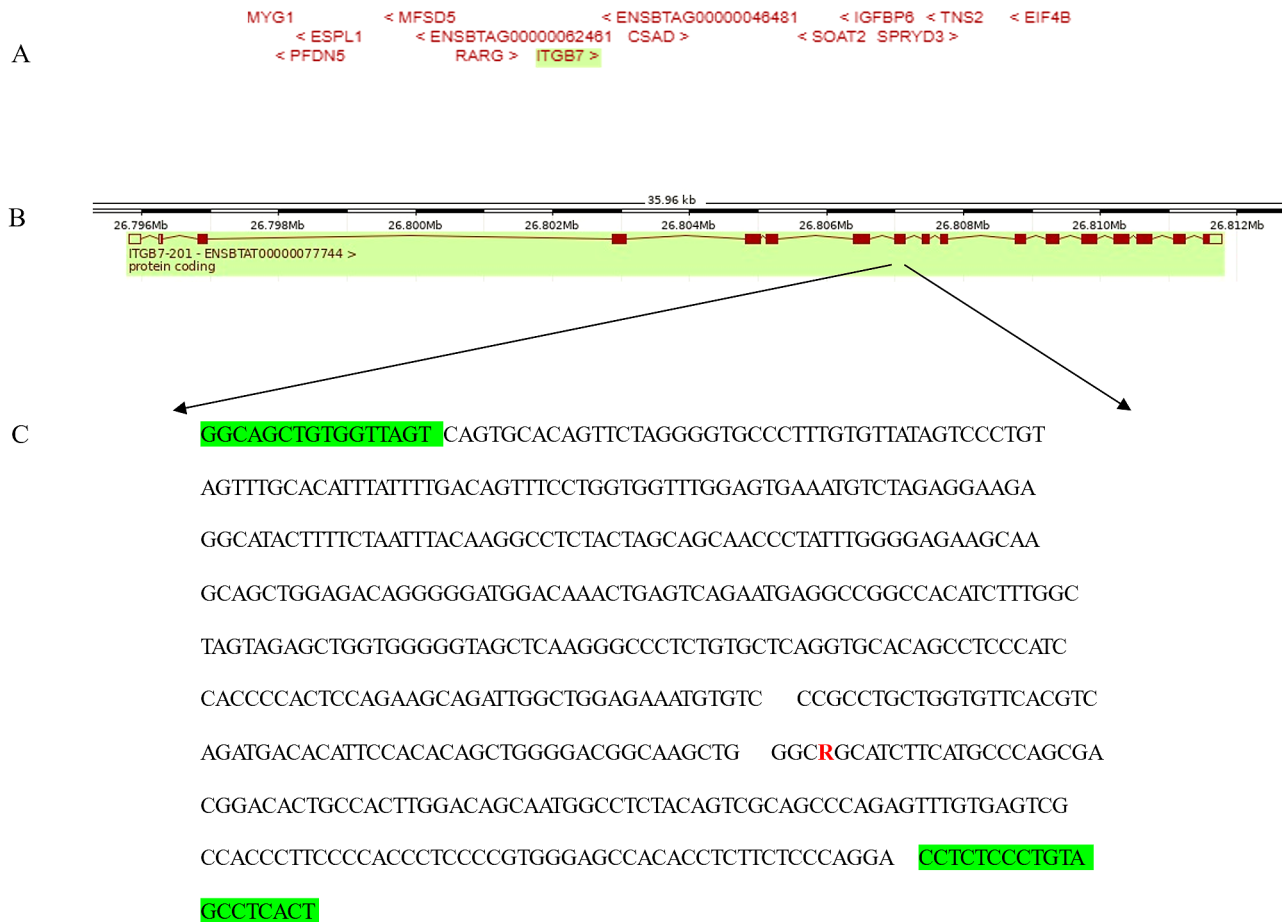 MYG1 < MFSD5 < ENSBTAG00000046481 < IGFBP6 < TNS2 < EIF4B
< ESPL1 < ENSBTAG00000062461 CSAD > < SOAT2 SPRYD3 >
A < PFDN5 RARG > ITGB7 >
35.96 kb
B 26.796Mb 26.798Mb 26.800Mb 26.802Mb 26.804Mb 26.806Mb 26.808Mb 26.810Mb 26.812Mb
ITGB7-201 - ENSBTAT00000077744 >
protein coding
C GGCAGCTGTGGTTAGT CAGTGCACAGTTCTAGGGGTGCCCTTTGTGTTATAGTCCCTGT
AGTTTGCACATTTATTTTGACAGTTTCCTGGTGGTTTGGAGTGAAATGTCTAGAGGAAGA
GGCATACTTTTCTAATTTACAAGGCCTCTACTAGCAGCAACCCTATTTGGGGAGAAGCAA
GCAGCTGGAGACAGGGGGATGGACAAACTGAGTCAGAATGAGGCCGGCCACATCTTTGGC
TAGTAGAGCTGGTGGGGGTAGCTCAAGGGCCCTCTGTGCTCAGGTGCACAGCCTCCCATC
CACCCCACTCCAGAAGCAGATTGGCTGGAGAAATGTGTC CCGCCTGCTGGTGTTCACGTC
AGATGACACATTCCACACAGCTGGGGACGGCAAGCTG GGCRGCATCTTCATGCCCAGCGA
CGGACACTGCCACTTGGACAGCAATGGCCTCTACAGTCGCAGCCCAGAGTTTGTGAGTCG
CCACCCTTCCCCACCCTCCCCGTGGGAGCCACACCTCTTCTCCCAGGA CCTCTCCCTGTA
GCCTCACT